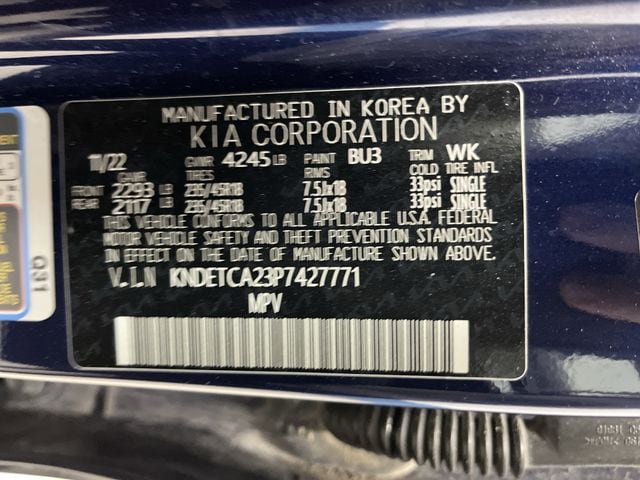 MANUFACTURED IN KOREA BY
KIA CORPORATION
11/22 GVWR 4245 LB PAINT BU3 TRIM WK
GAWR TIRES RIMS COLD TIRE INFL
FRONT 2293 LB 235/45R18 7.5Jx18 33psi SINGLE
REAR 2117 LB 235/45R18 7.5Jx18 33psi SINGLE
THIS VEHICLE CONFORMS TO ALL APPLICABLE U.S.A. FEDERAL
MOTOR VEHICLE SAFETY AND THEFT PREVENTION STANDARDS
IN EFFECT ON THE DATE OF MANUFACTURE SHOWN ABOVE.
V.I.N KNDETCA23P7427771
MPV
Q31